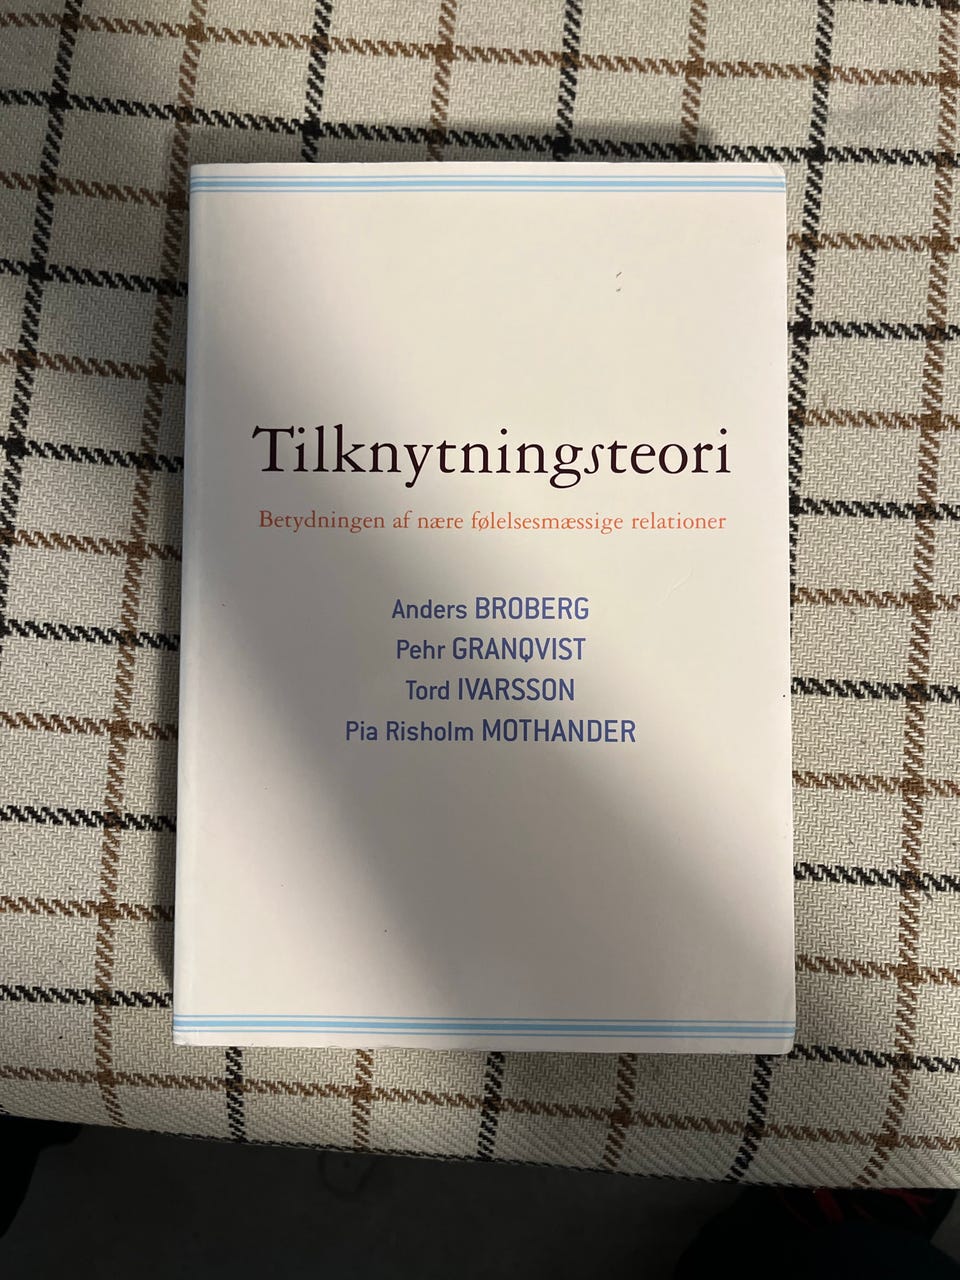 Tilknytningsteori
Betydningen af nære følelsesmæssige relationer
Anders BROBERG
Pehr GRANQVIST
Tord IVARSSON
Pia Risholm MOTHANDER